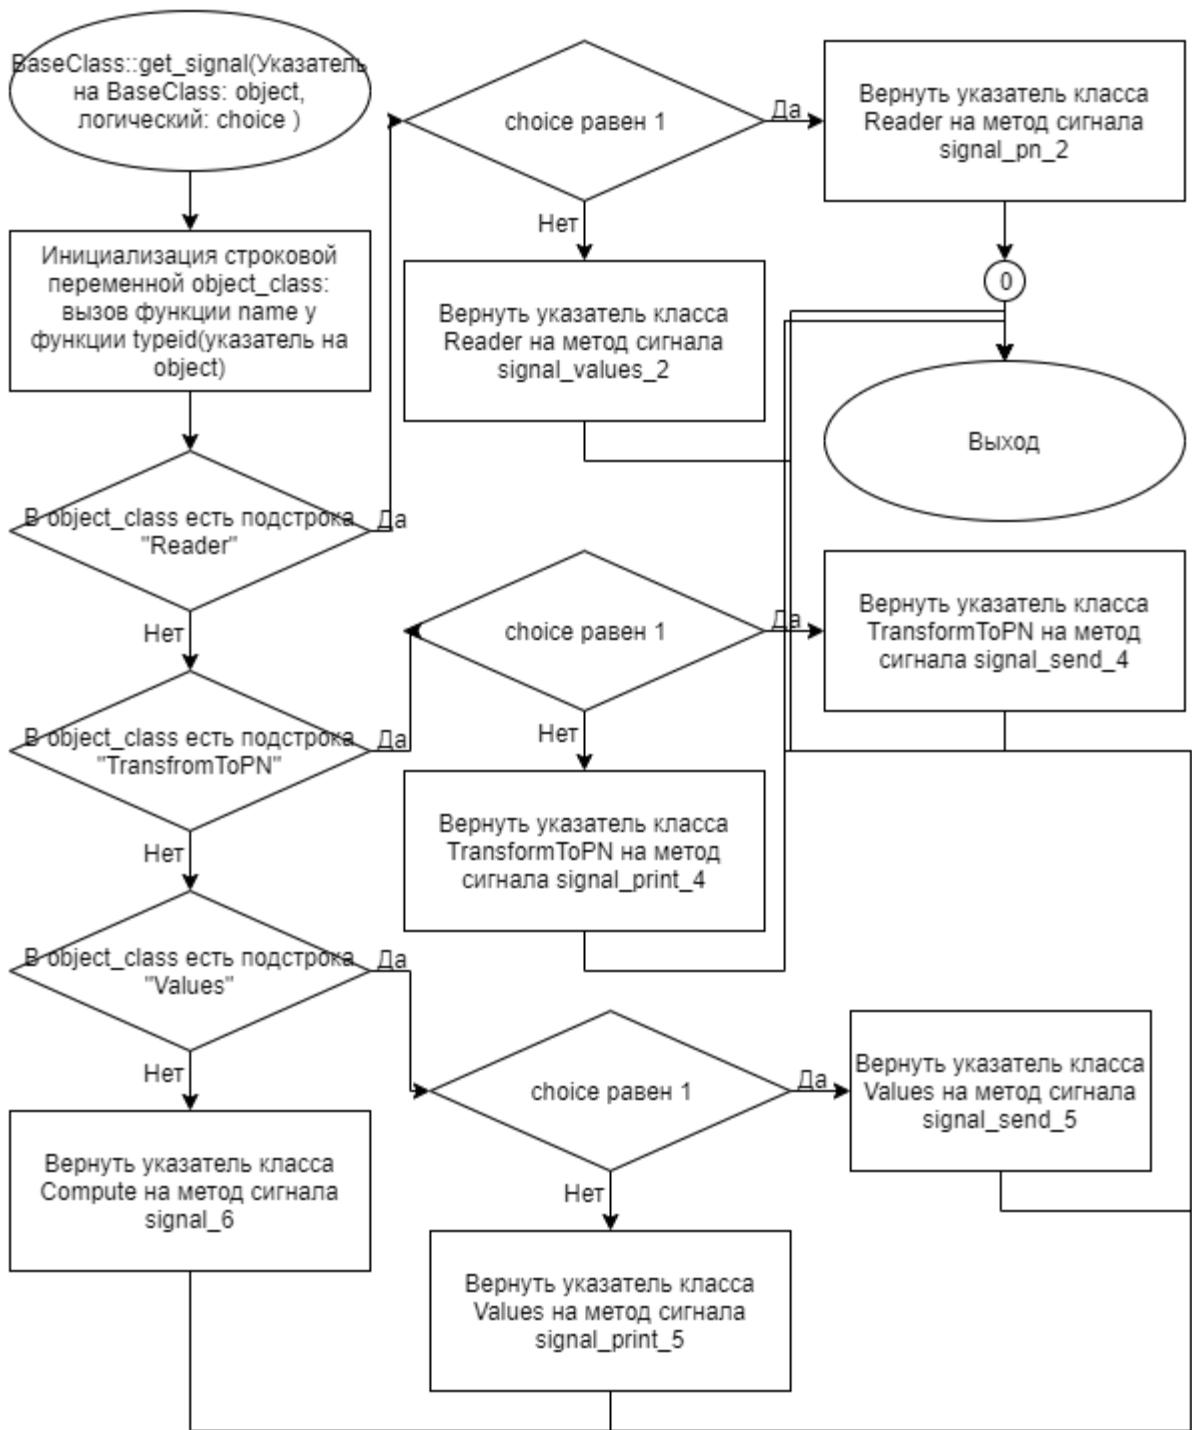 BaseClass::get_signal(Указатель
на BaseClass: object,
логический: choice )
Инициализация строковой
переменной object_class:
вызов функции name у
функции typeid(указатель на
object)
В object_class есть подстрока
"Reader"
Да
Нет
choice равен 1
Да
Нет
Вернуть указатель класса
Reader на метод сигнала
signal_pn_2
0
Выход
Вернуть указатель класса
Reader на метод сигнала
signal_values_2
В object_class есть подстрока
"TransfromToPN"
Да
Нет
choice равен 1
Да
Нет
Вернуть указатель класса
TransformToPN на метод
сигнала signal_send_4
Вернуть указатель класса
TransformToPN на метод
сигнала signal_print_4
В object_class есть подстрока
"Values"
Да
Нет
choice равен 1
Да
Нет
Вернуть указатель класса
Values на метод сигнала
signal_send_5
Вернуть указатель класса
Compute на метод сигнала
signal_6
Вернуть указатель класса
Values на метод сигнала
signal_print_5